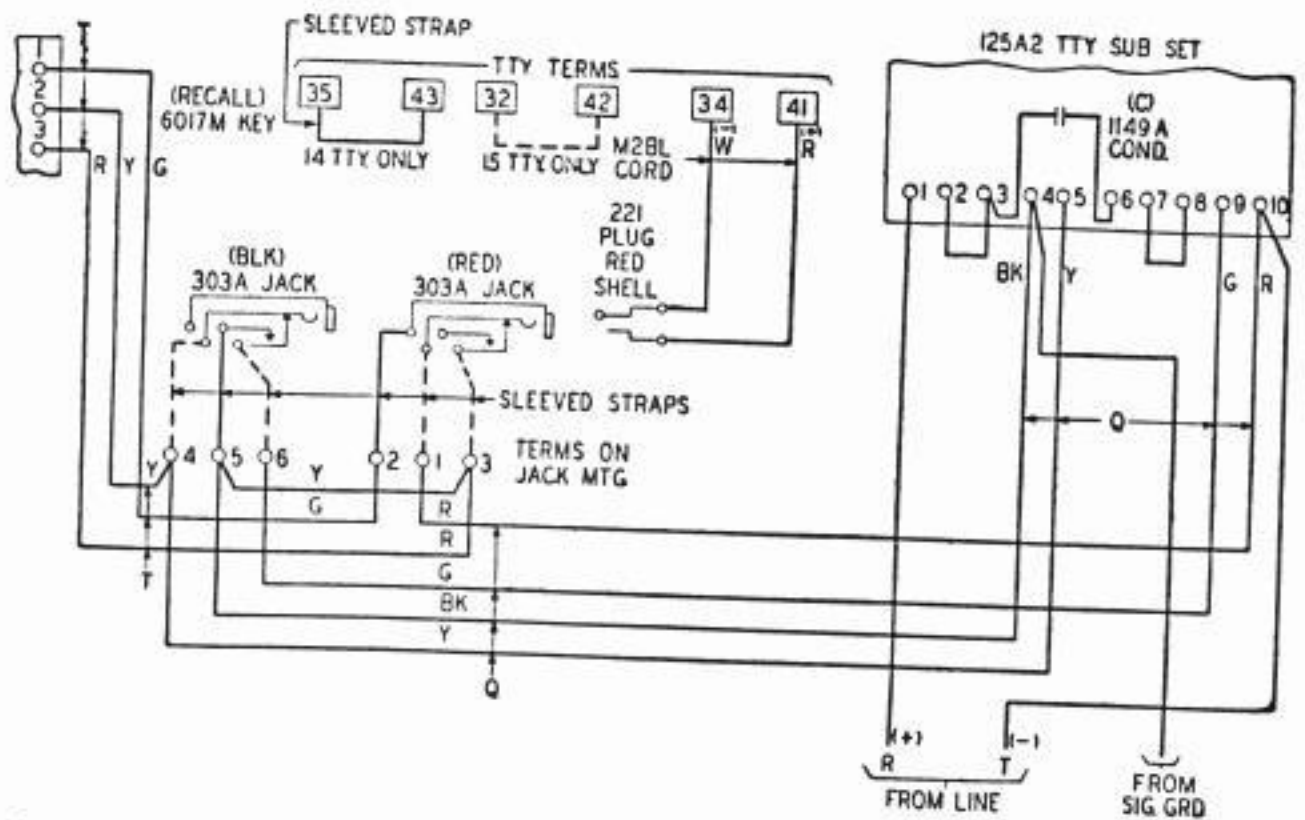 SLEEVED STRAP
125A2 TTY SUB SET
T
1
2
3
(RECALL)
6017M KEY
TTY TERMS
35
43
32
42
34
41
(-)
W
(+)
R
14 TTY ONLY
15 TTY ONLY
M2BL
CORD
(C)
1149A
COND.
1
2
3
4
5
6
7
8
9
10
R
Y
G
221
PLUG
RED
SHELL
BK
Y
G
R
(BLK)
303A JACK
(RED)
303A JACK
SLEEVED STRAPS
Q
4
5
6
2
1
3
TERMS ON
JACK MTG
Y
Y
G
R
R
G
BK
Y
T
Q
(+)
R
(-)
T
FROM LINE
FROM
SIG. GRD